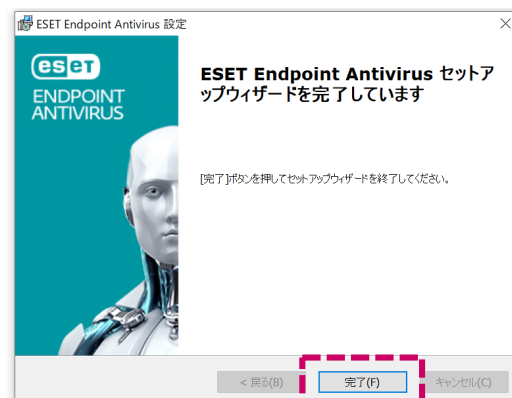 ESET Endpoint Antivirus 設定
eset
ENDPOINT
ANTIVIRUS
ESET Endpoint Antivirus セットア
ップウィザードを完了しています
[完了]ボタンを押してセットアップウィザードを終了してください。
< 戻る(B)
完了(F)
キャンセル(C)